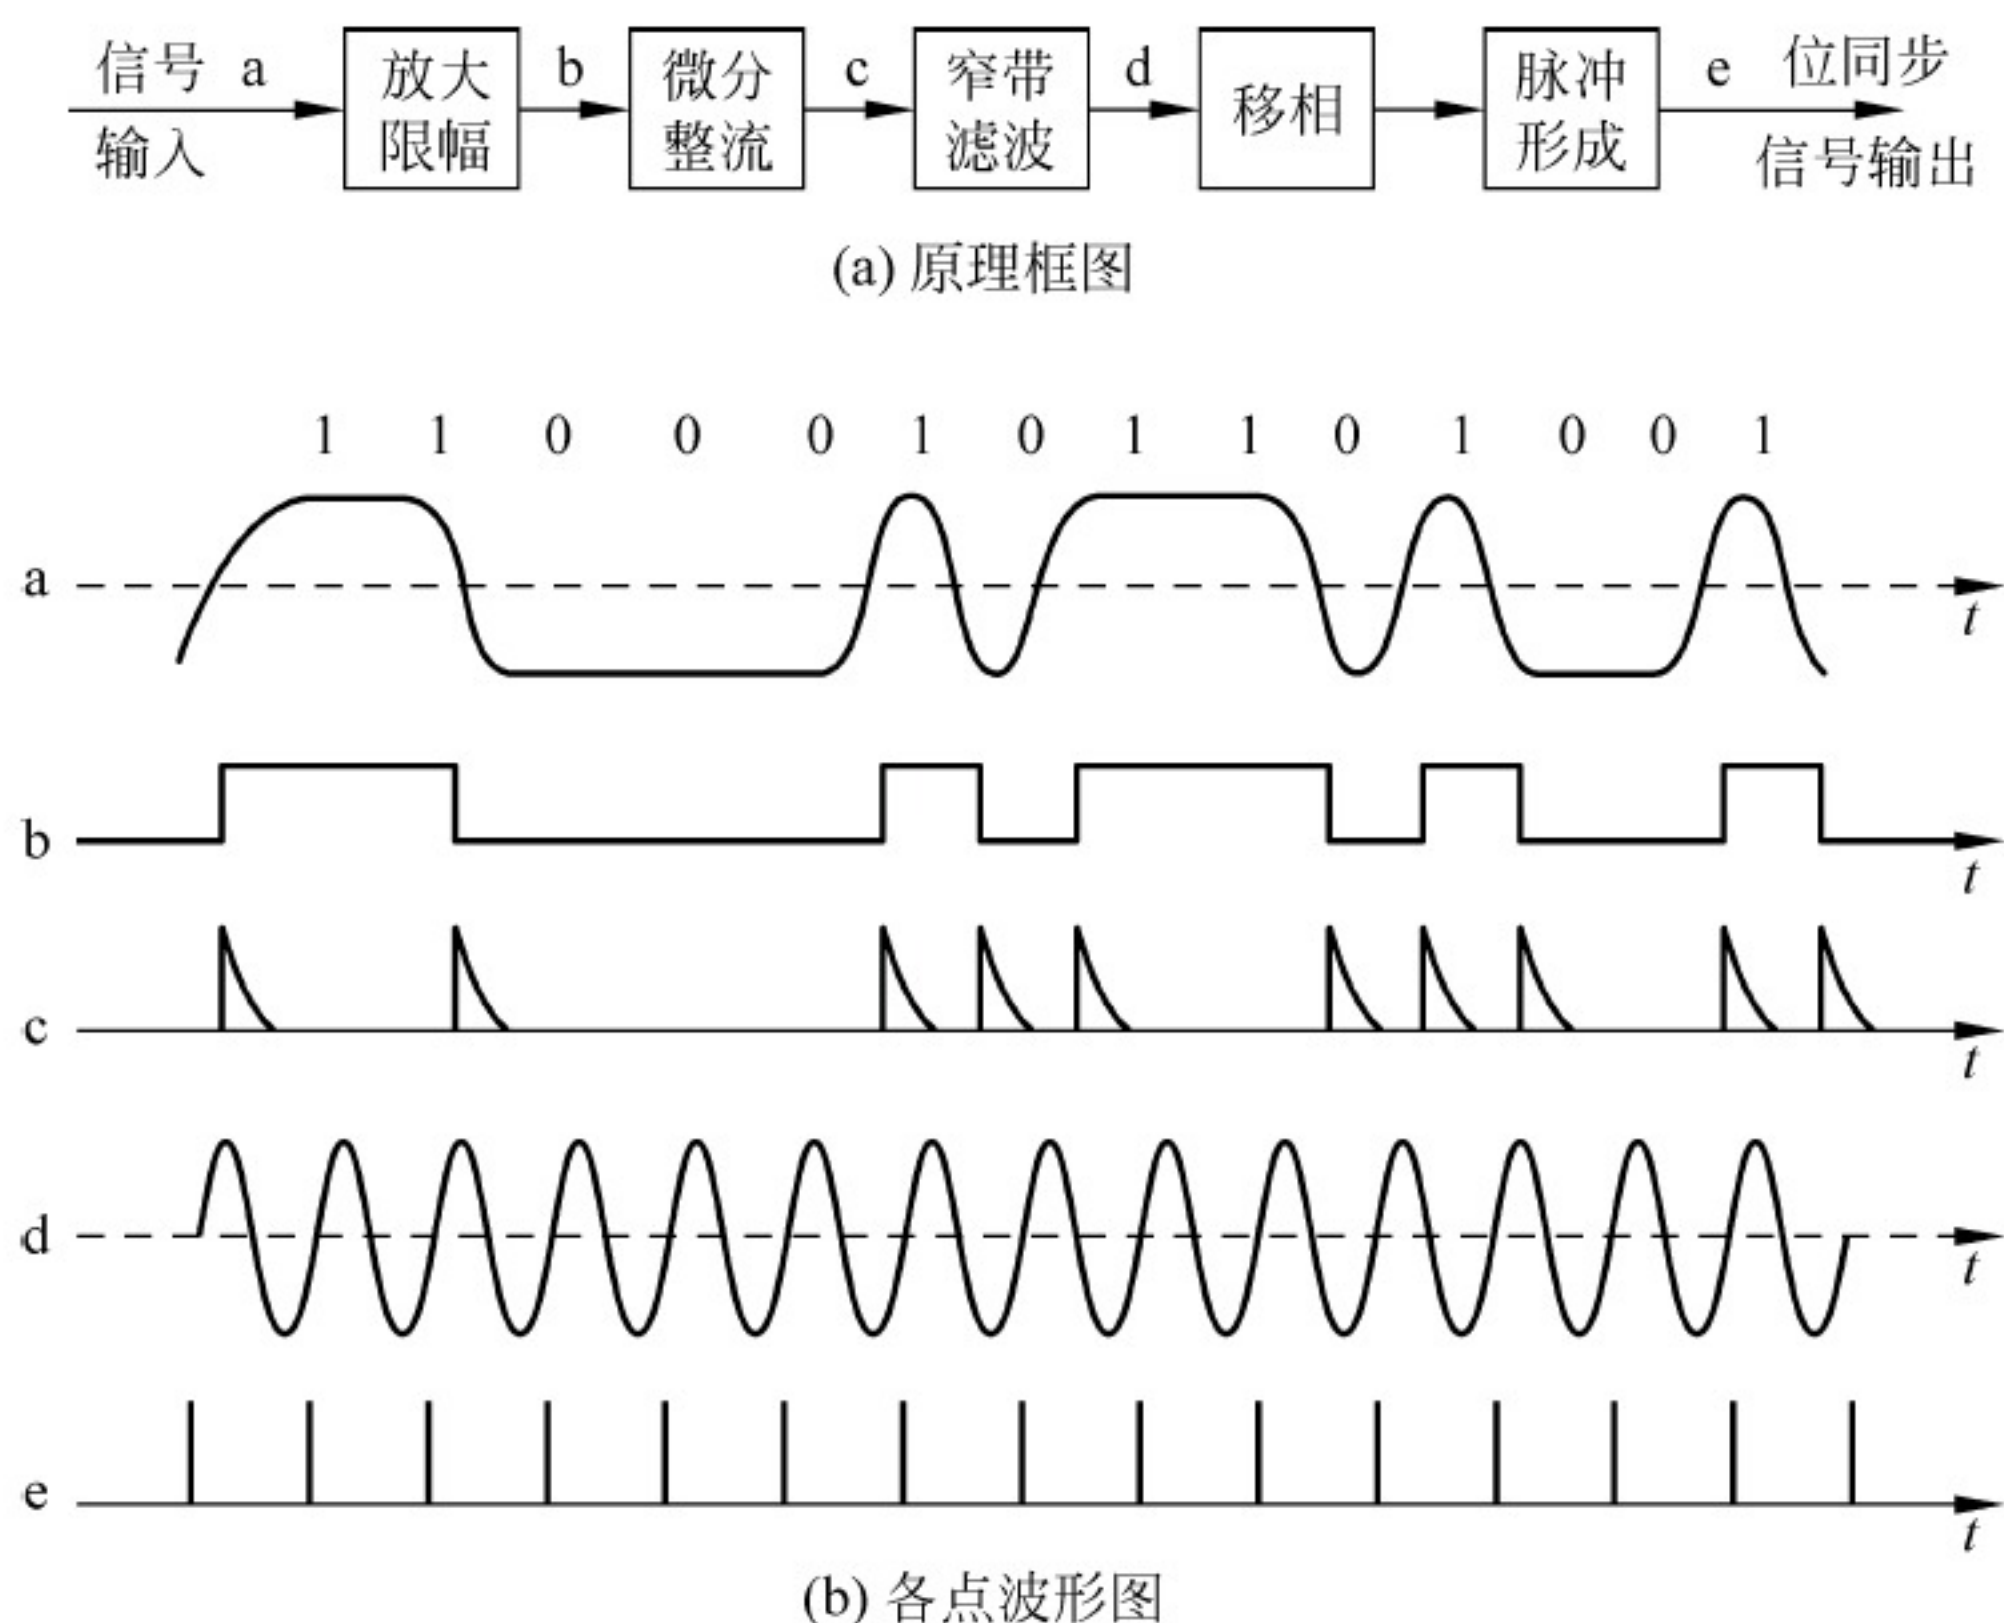 信号 a 放大 b 微分 c 窄带 d 移相 脉冲 e 位同步
输入 限幅 整流 滤波 形成 信号输出
(a) 原理框图
1 1 0 0 0 1 0 1 1 0 1 0 0 1
a
t
b
t
c
t
d
t
e
t
(b) 各点波形图